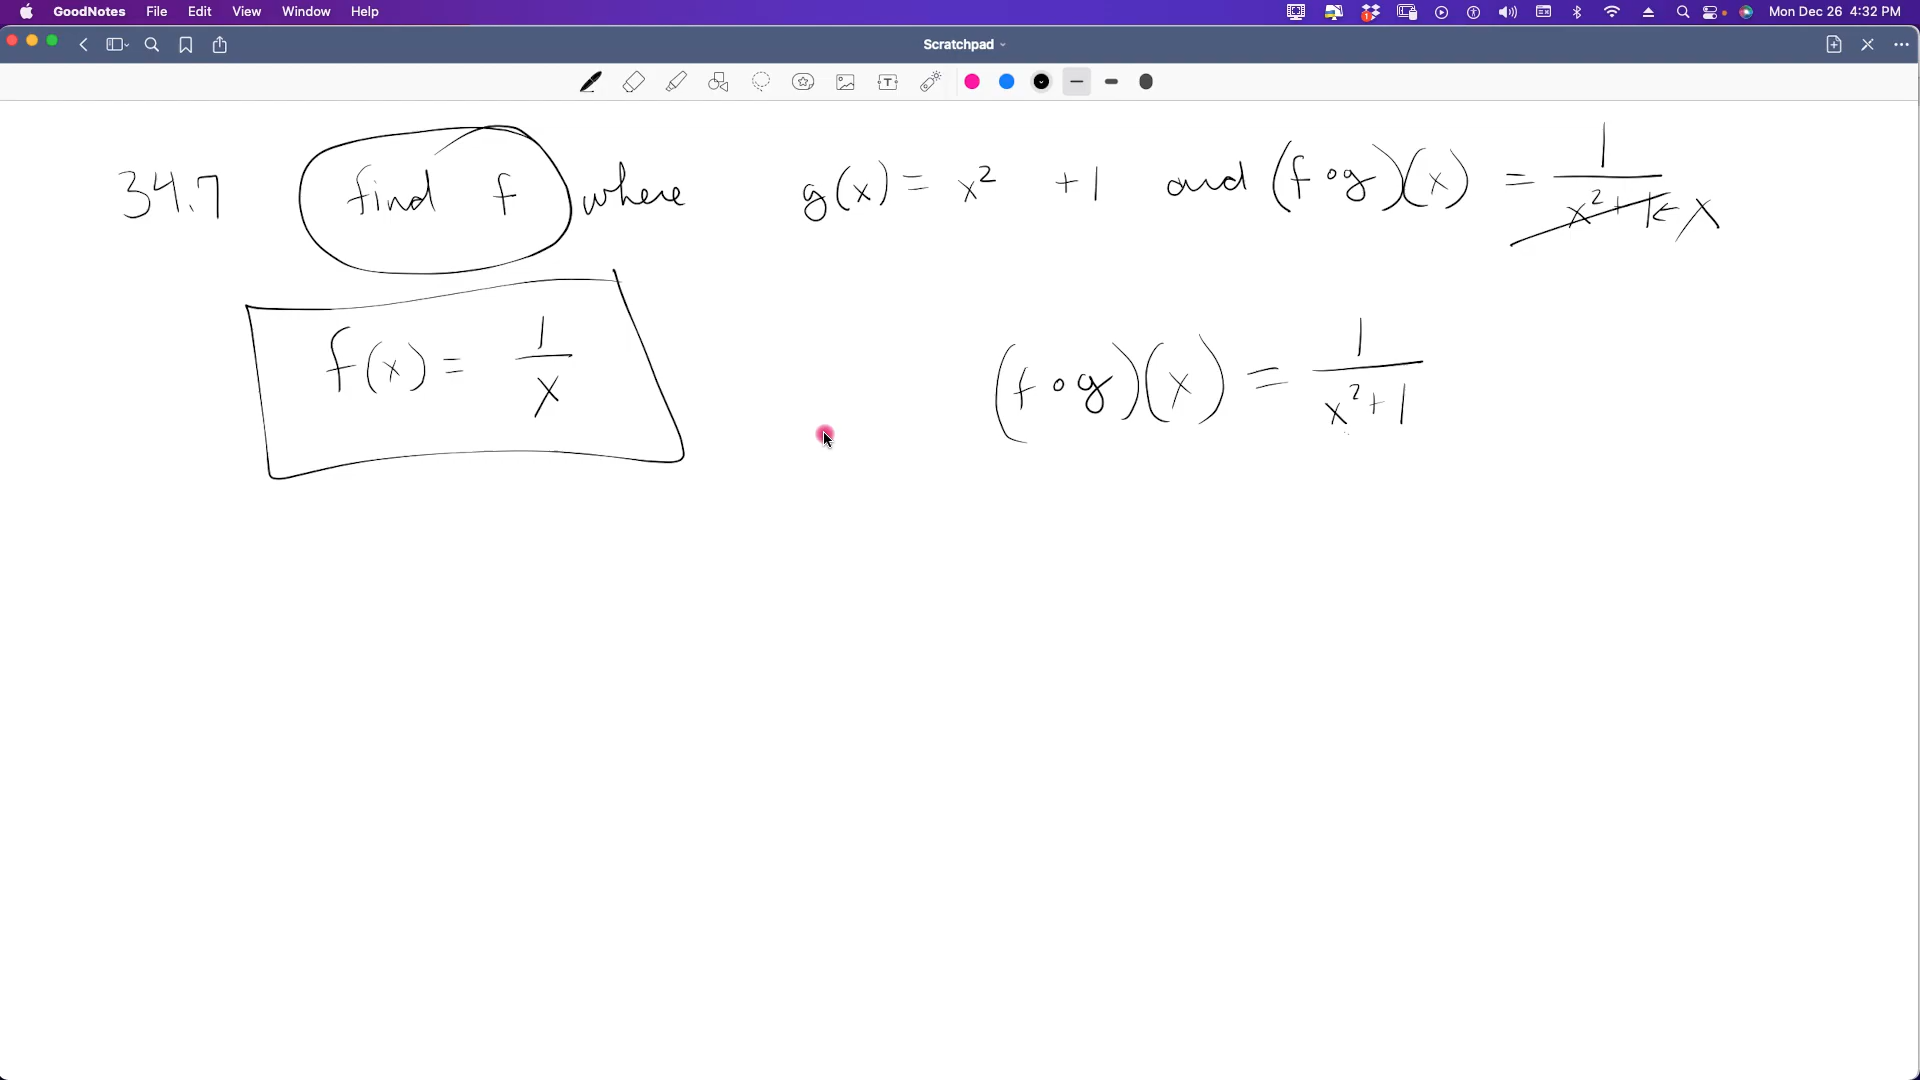 GoodNotes File Edit View Window Help Mon Dec 26 4:32 PM
Scratchpad
34.7 find f where g(x) = x² + 1 and (f ∘ g)(x) = 1/(x² + 1) ← x
f(x) = 1/x
(f ∘ g)(x) = 1/(x² + 1)